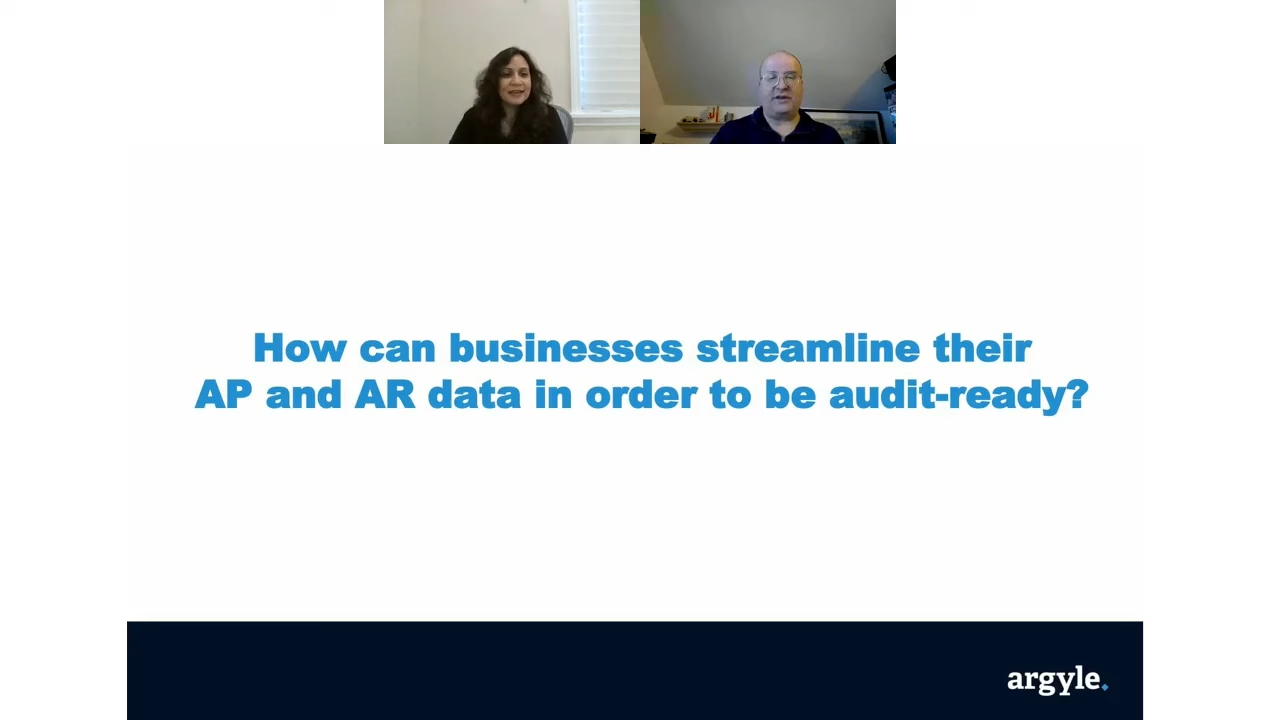 How can businesses streamline their
AP and AR data in order to be audit-ready?
argyle.